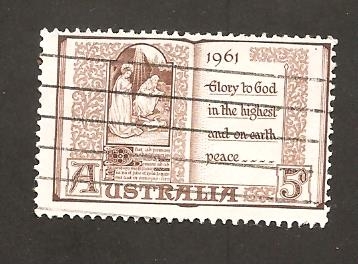 1961
Glory to God
in the highest
and on earth
peace....
AUSTRALIA 5D